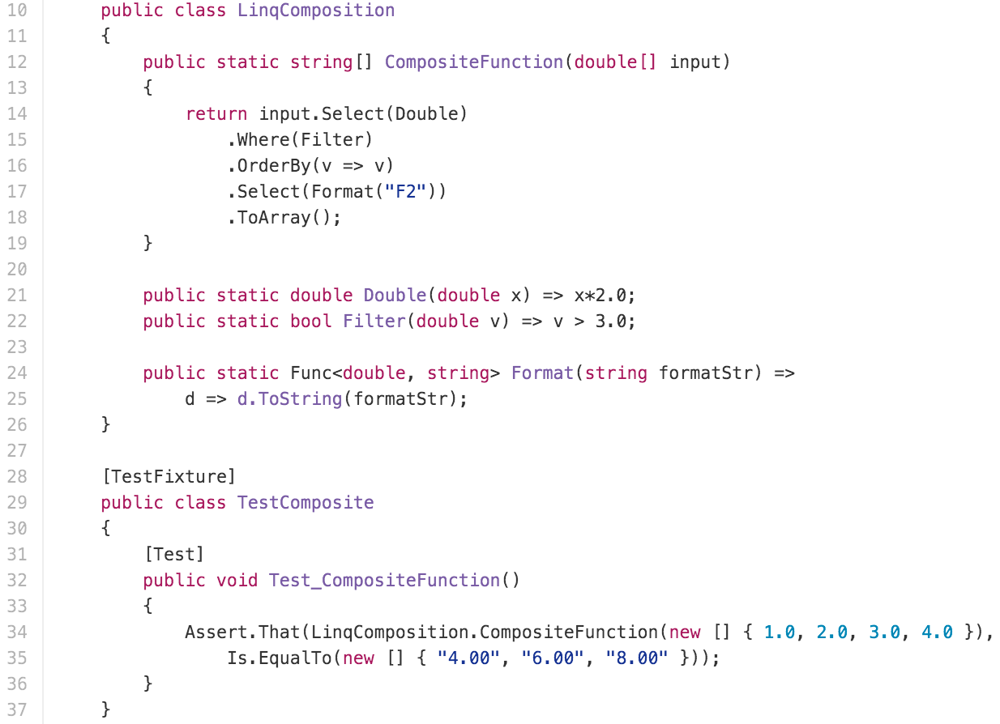 10 public class LinqComposition
11 {
12 public static string[] CompositeFunction(double[] input)
13 {
14 return input.Select(Double)
15 .Where(Filter)
16 .OrderBy(v => v)
17 .Select(Format("F2"))
18 .ToArray();
19 }
20
21 public static double Double(double x) => x*2.0;
22 public static bool Filter(double v) => v > 3.0;
23
24 public static Func<double, string> Format(string formatStr) =>
25 d => d.ToString(formatStr);
26 }
27
28 [TestFixture]
29 public class TestComposite
30 {
31 [Test]
32 public void Test_CompositeFunction()
33 {
34 Assert.That(LinqComposition.CompositeFunction(new [] { 1.0, 2.0, 3.0, 4.0 }),
35 Is.EqualTo(new [] { "4.00", "6.00", "8.00" }));
36 }
37 }